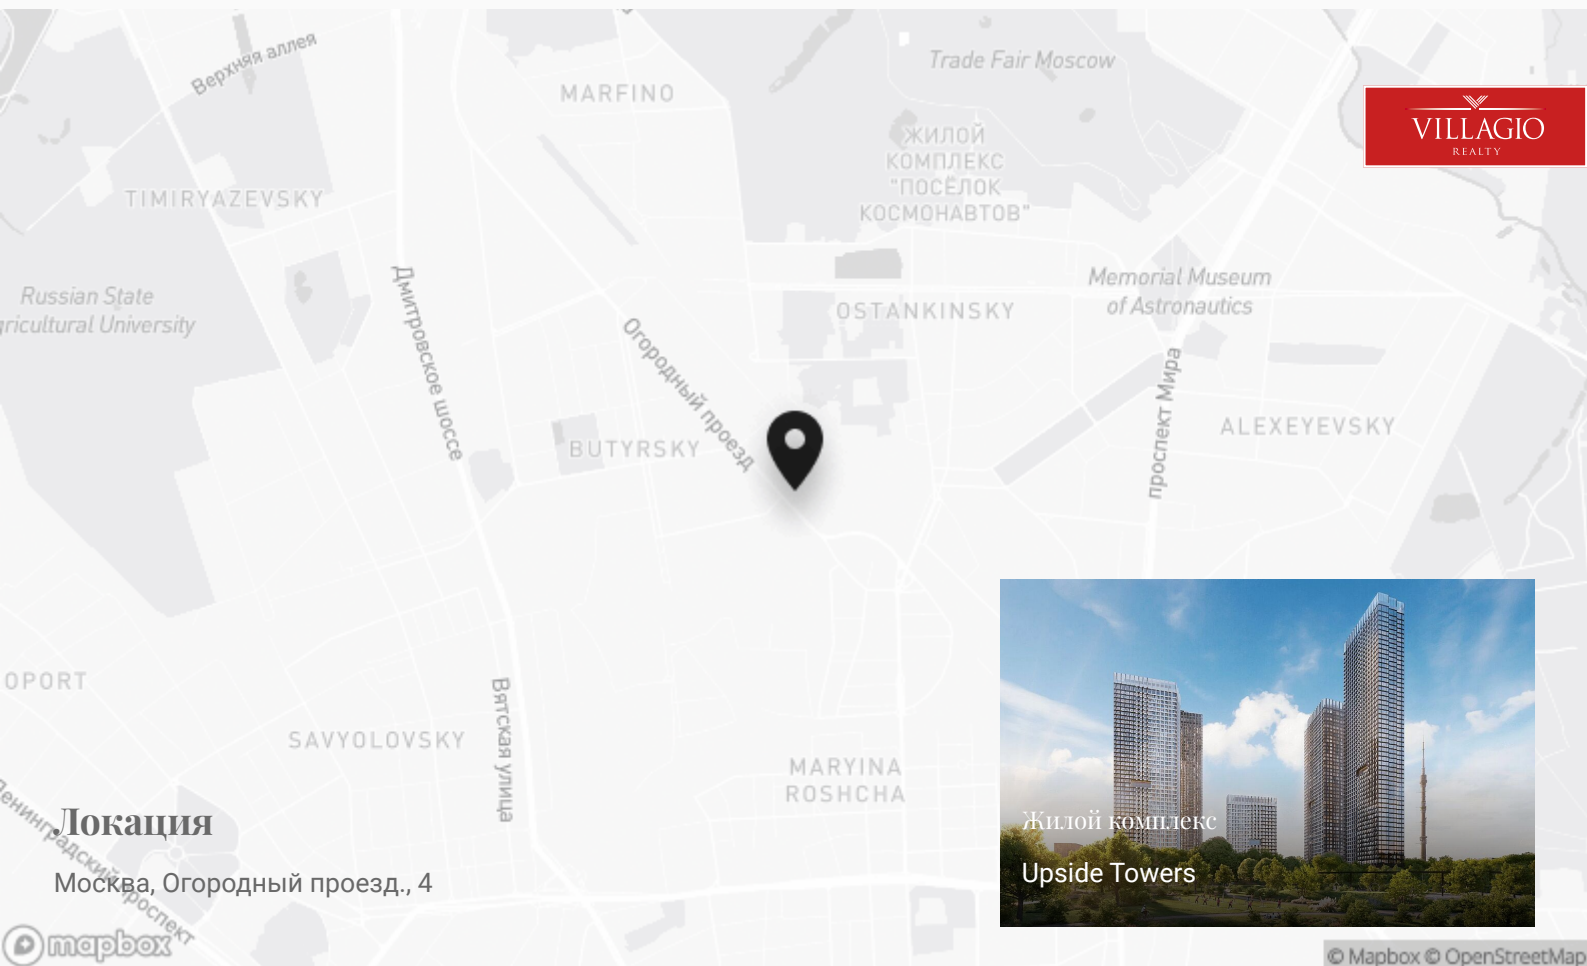 Верхняя аллея
Trade Fair Moscow
MARFINO
VILLAGIO
REALTY
ЖИЛОЙ
КОМПЛЕКС
"ПОСЁЛОК
КОСМОНАВТОВ"
TIMIRYAZEVSKY
Дмитровское шоссе
Memorial Museum
of Astronautics
Russian State
gricultural University
OSTANKINSKY
Огородный проезд
проспект Мира
ALEXEYEVSKY
BUTYRSKY
OPORT
Вятская улица
SAVYOLOVSKY
MARYINA
ROSHCHA
Ленинградский проспект
Локация
Москва, Огородный проезд., 4
Жилой комплекс
Upside Towers
mapbox
© Mapbox © OpenStreetMap